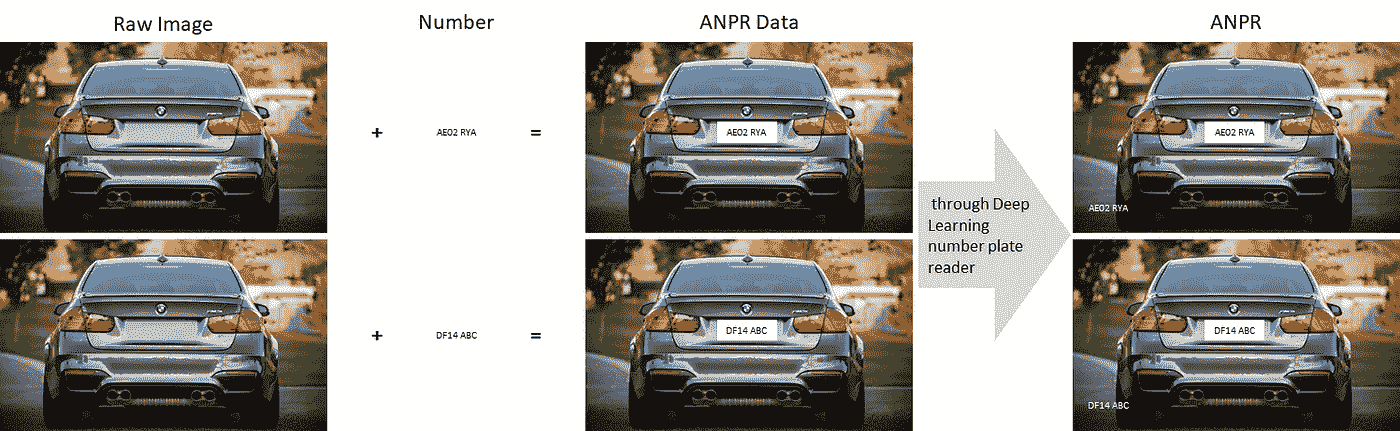 Raw Image
Number
ANPR Data
ANPR
+
AE02 RYA
=
AE02 RYA
AE02 RYA
AE02 RYA
through Deep
Learning
number plate
reader
+
DF14 ABC
=
DF14 ABC
DF14 ABC
DF14 ABC